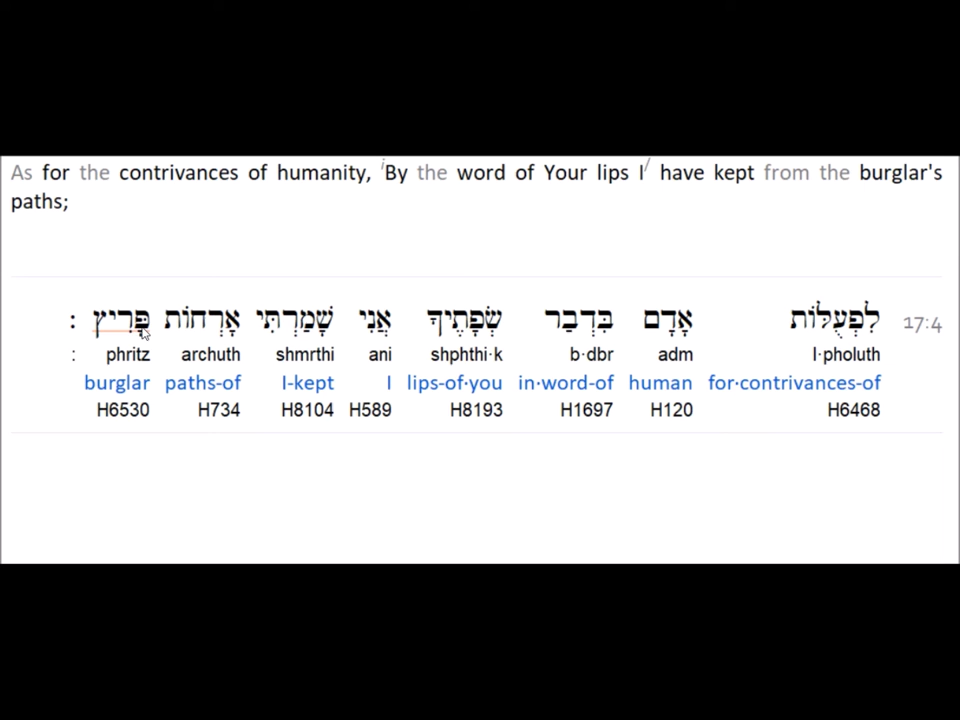 As for the contrivances of humanity, iBy the word of Your lips I/ have kept from the burglar's
paths;
לִפְעֻלּוֹת אָדָם בִּדְבַר שְׂפָתֶיךָ אֲנִי שָׁמַרְתִּי אָרְחוֹת פָּרִיץ : 17:4
: phritz archuth shmrthi ani shphthi·k b·dbr adm l·pholuth
burglar paths-of I-kept I lips-of·you in·word-of human for·contrivances-of
H6530 H734 H8104 H589 H8193 H1697 H120 H6468